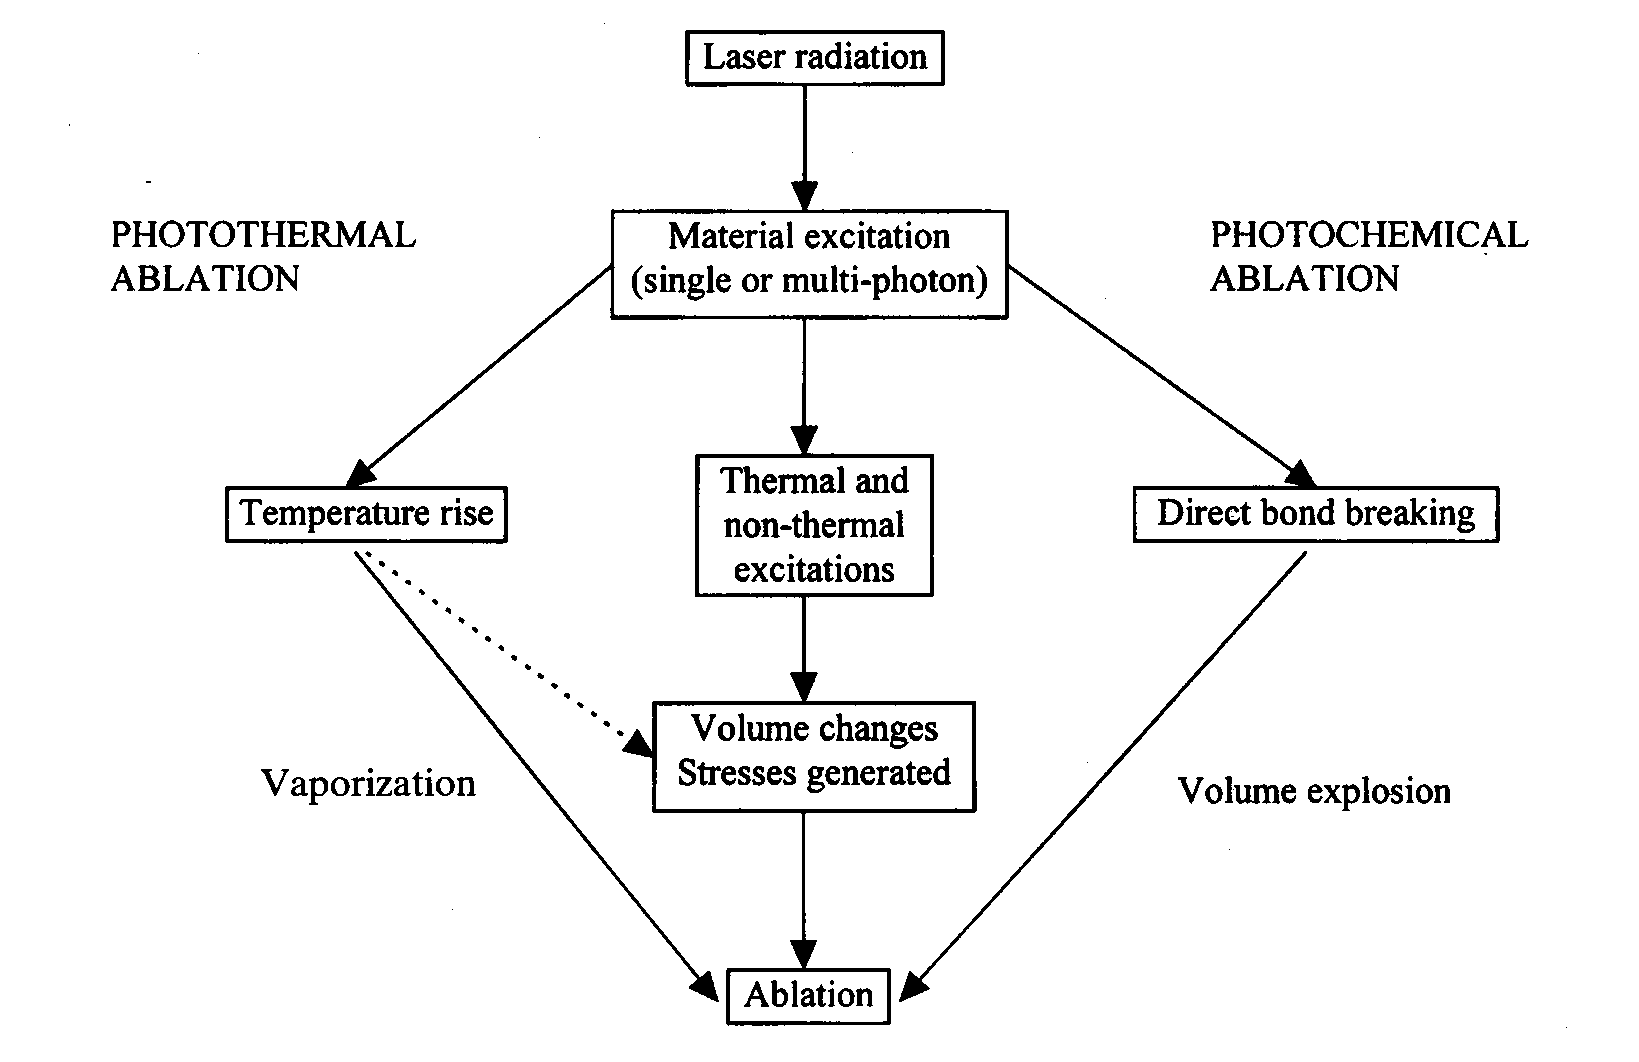 Laser radiation
PHOTOTHERMAL
ABLATION
Material excitation
(single or multi-photon)
PHOTOCHEMICAL
ABLATION
Temperature rise
Thermal and
non-thermal
excitations
Direct bond breaking
Volume changes
Stresses generated
Vaporization
Volume explosion
Ablation